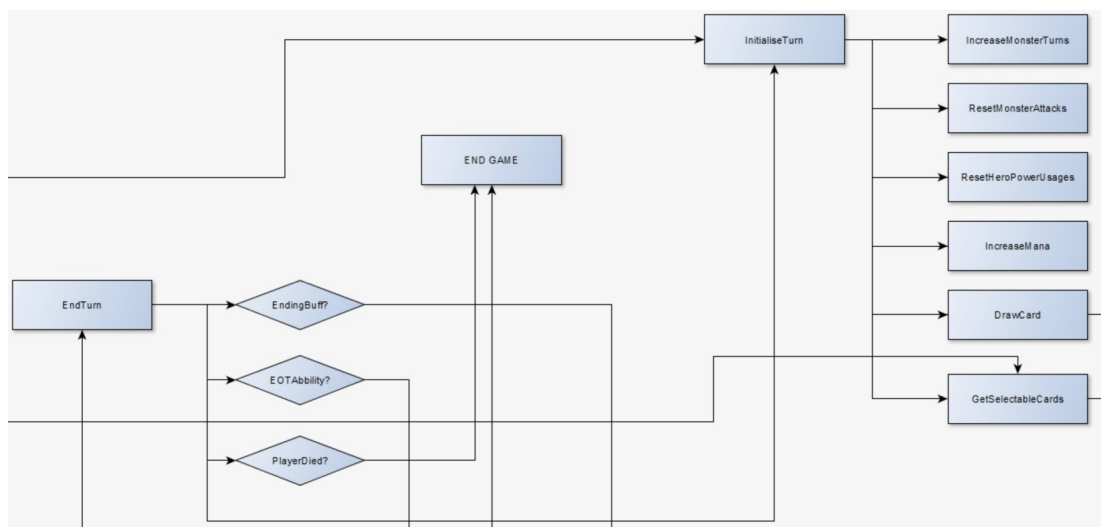 InitialiseTurn
IncreaseMonsterTurns
ResetMonsterAttacks
END GAME
ResetHeroPowerUsages
IncreaseMana
EndTurn
EndingBuff?
DrawCard
EOTAbbility?
GetSelectableCards
PlayerDied?